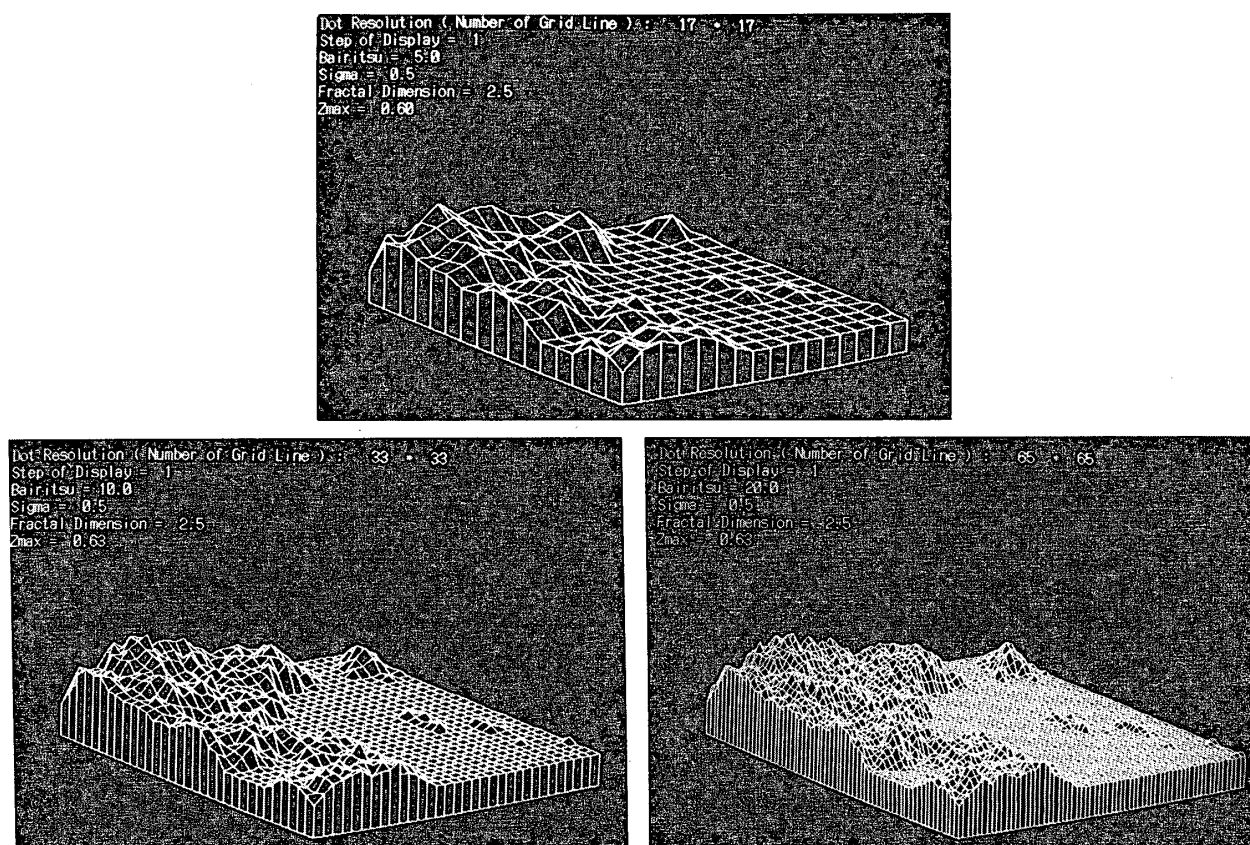 Dot Resolution ( Number of Grid Line ) : 17 * 17
Step of Display = 1
Bairitsu = 5.0
Sigma = 0.5
Fractal Dimension = 2.5
Zmax = 0.60
Dot Resolution ( Number of Grid Line ) : 33 * 33
Step of Display = 1
Bairitsu = 10.0
Sigma = 0.5
Fractal Dimension = 2.5
Zmax = 0.63
Dot Resolution ( Number of Grid Line ) : 65 * 65
Step of Display = 1
Bairitsu = 20.0
Sigma = 0.5
Fractal Dimension = 2.5
Zmax = 0.63